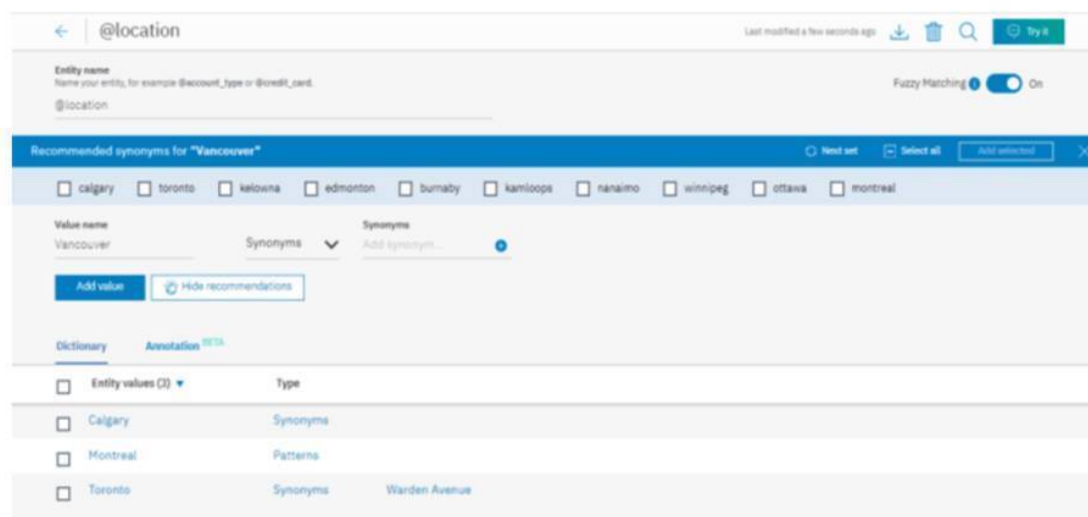 @location
Last modified a few seconds ago
Try it
Entity name
Name your entity, for example @account_type or @credit_card.
Fuzzy Matching
On
@location
Recommended synonyms for "Vancouver"
Next set
Select all
Add selected
calgary toronto kelowna edmonton burnaby kamloops nanaimo winnipeg ottawa montreal
Value name
Synonyms
Vancouver
Synonyms
Add synonym...
Add value
Hide recommendations
Dictionary
Annotation BETA
Entity values (3) Type
Calgary Synonyms
Montreal Patterns
Toronto Synonyms Warden Avenue